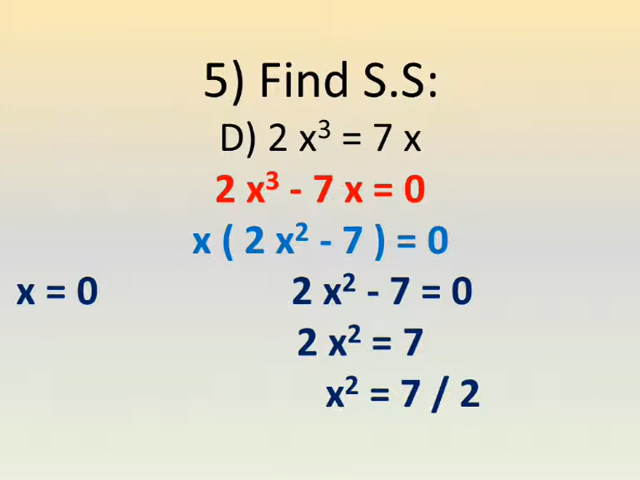 5) Find S.S:
D) 2 x³ = 7 x
2 x³ - 7 x = 0
x ( 2 x² - 7 ) = 0
x = 0 2 x² - 7 = 0
2 x² = 7
x² = 7 / 2